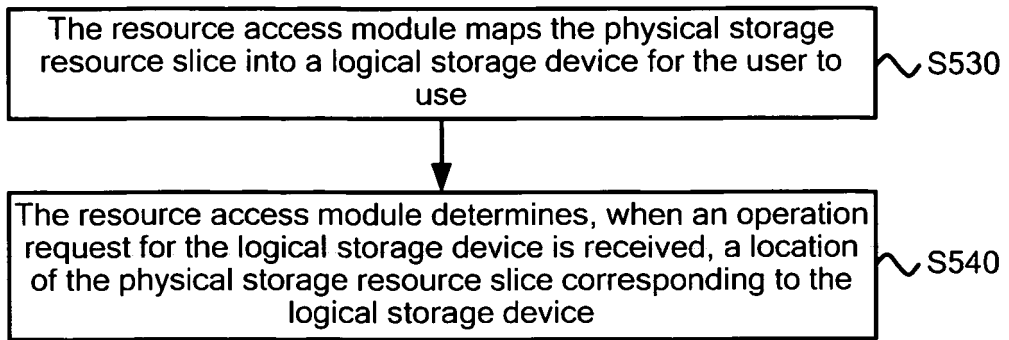 The resource access module maps the physical storage
resource slice into a logical storage device for the user to
use
S530
The resource access module determines, when an operation
request for the logical storage device is received, a location
of the physical storage resource slice corresponding to the
logical storage device
S540